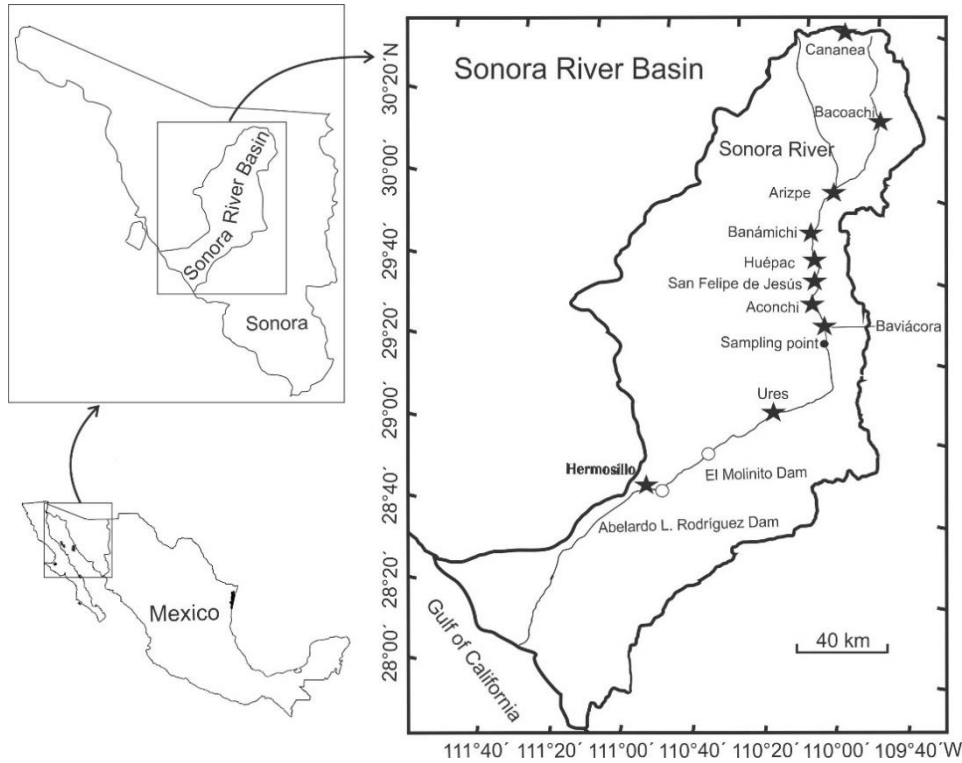 Sonora River Basin
Sonora
Mexico
Sonora River Basin
Cananea
Bacoachi
Sonora River
Arizpe
Banámichi
Huépac
San Felipe de Jesús
Aconchi
Baviácora
Sampling point
Ures
El Molinito Dam
Hermosillo
Abelardo L. Rodríguez Dam
Gulf of California
40 km
30°20´N
30°00´
29°40´
29°20´
29°00´
28°40´
28°20´
28°00´
111°40´ 111°20´ 111°00´ 110°40´ 110°20´ 110°00´ 109°40´W